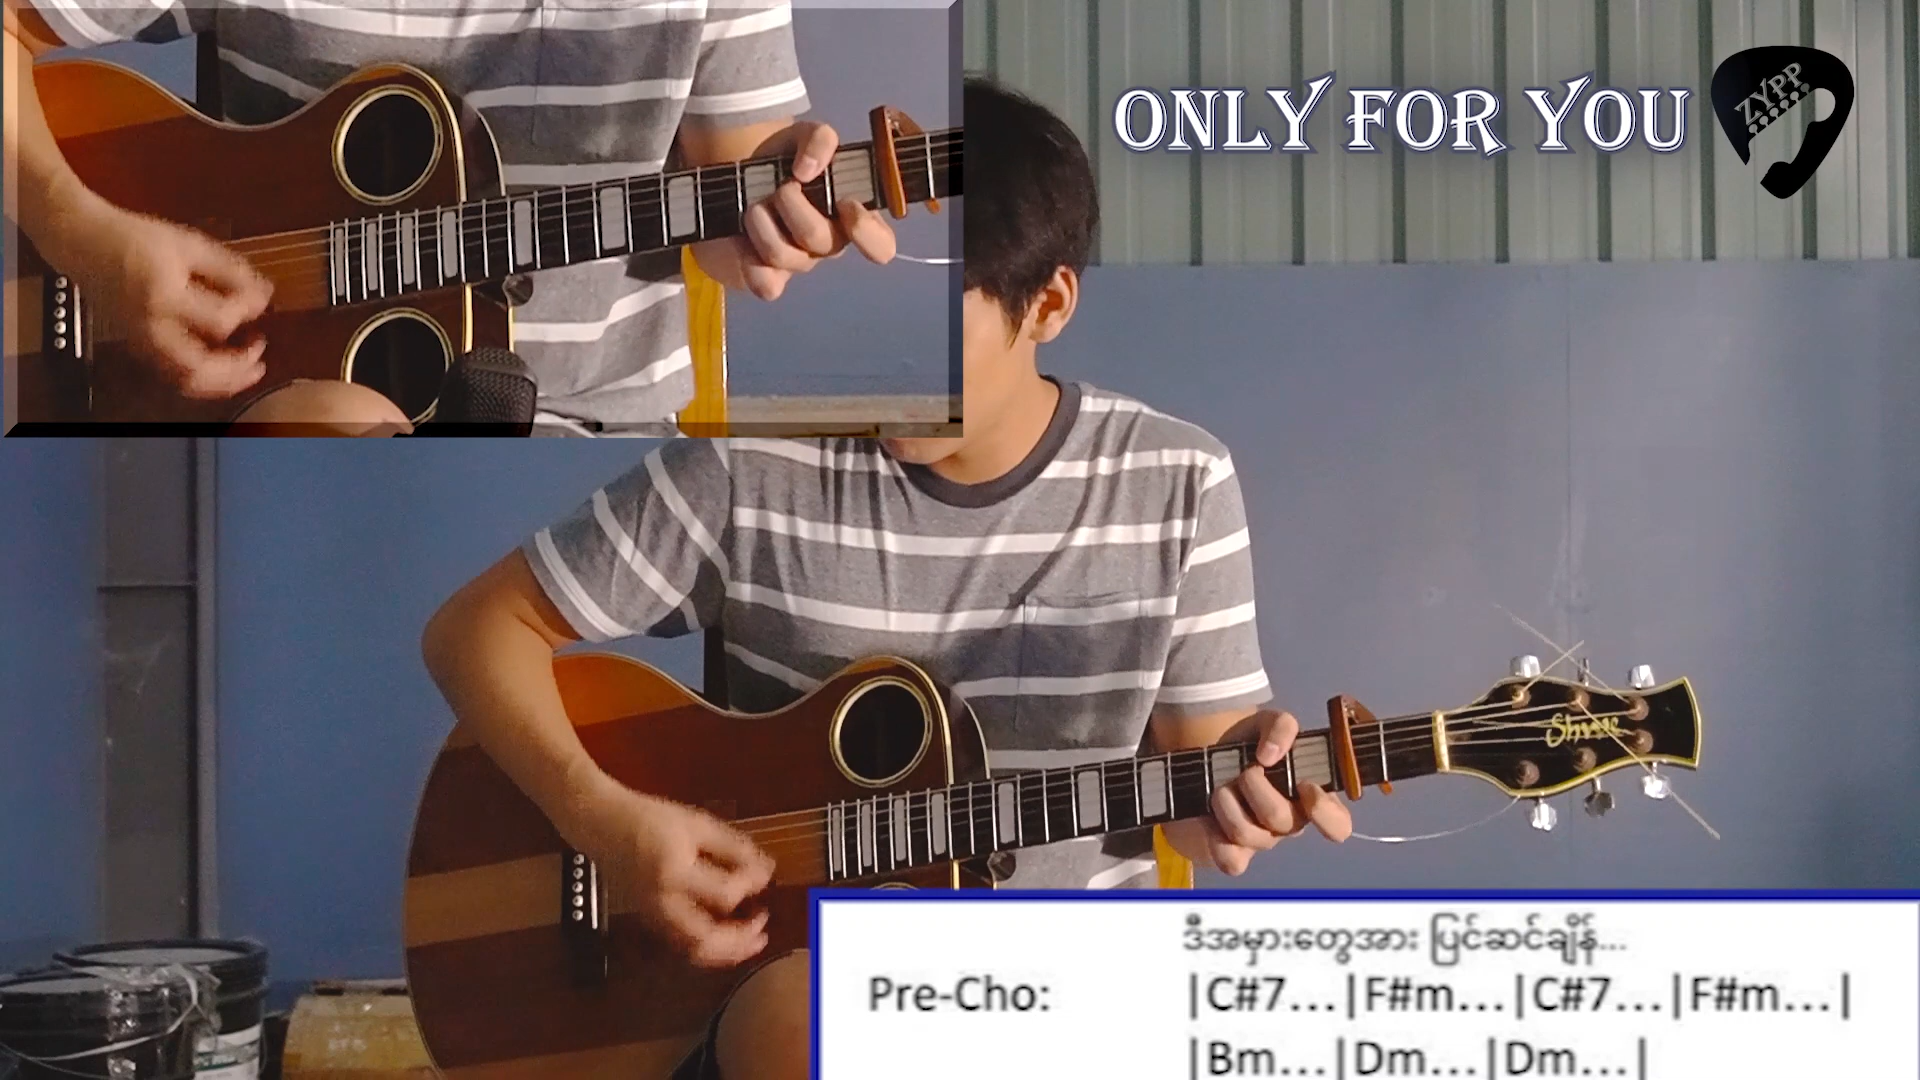 ONLY FOR YOU
ZYPP
ဒီအမှားတွေအား ပြင်ဆင်ချိန်...
Pre-Cho: |C#7...|F#m...|C#7...|F#m...|
|Bm...|Dm...|Dm...|